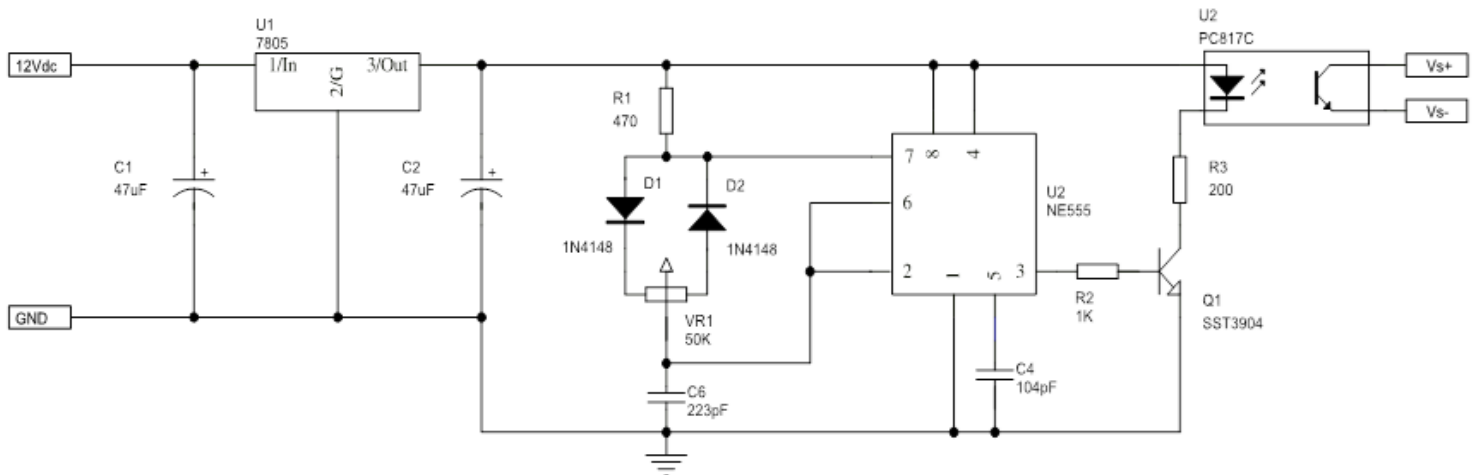 U1
7805
12Vdc
1/In
2/G
3/Out
GND
C1
47uF
C2
47uF
R1
470
D1
1N4148
D2
1N4148
VR1
50K
C6
223pF
7
8
4
6
2
1
5
3
U2
NE555
R2
1K
C4
104pF
Q1
SST3904
R3
200
U2
PC817C
Vs+
Vs-